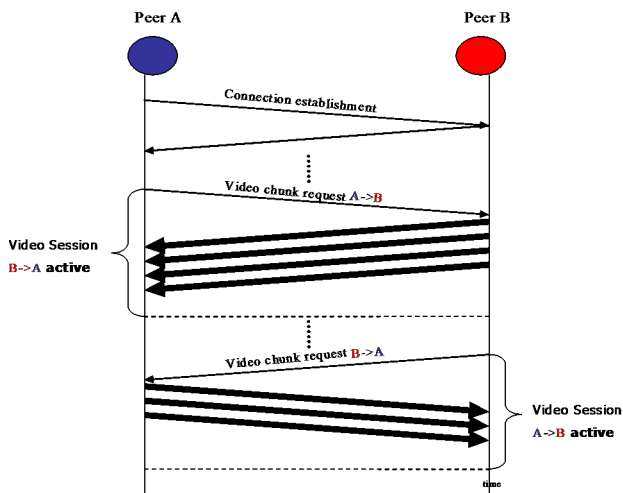 Peer A
Peer B
Connection establishment
Video chunk request A->B
Video Session
B->A active
Video chunk request B->A
Video Session
A->B active
time